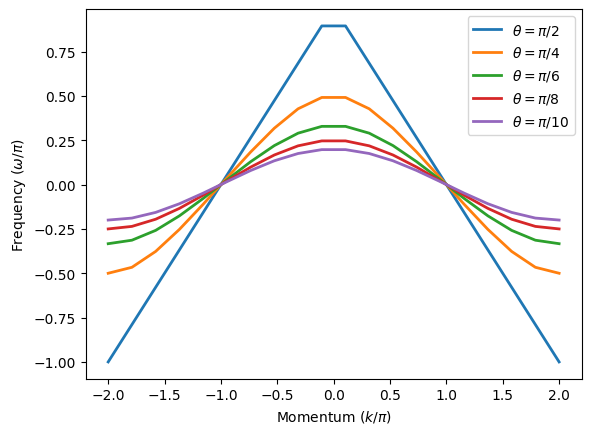 θ = π/2
θ = π/4
θ = π/6
θ = π/8
θ = π/10
0.75
0.50
0.25
0.00
−0.25
−0.50
−0.75
−1.00
Frequency (ω/π)
−2.0 −1.5 −1.0 −0.5 0.0 0.5 1.0 1.5 2.0
Momentum (k/π)